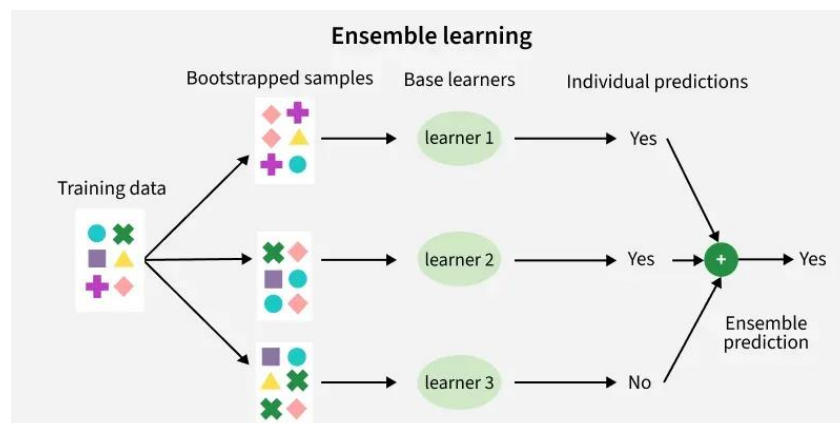 Ensemble learning
Bootstrapped samples
Base learners
Individual predictions
learner 1
Yes
Training data
learner 2
Yes
+
Yes
Ensemble
prediction
learner 3
No